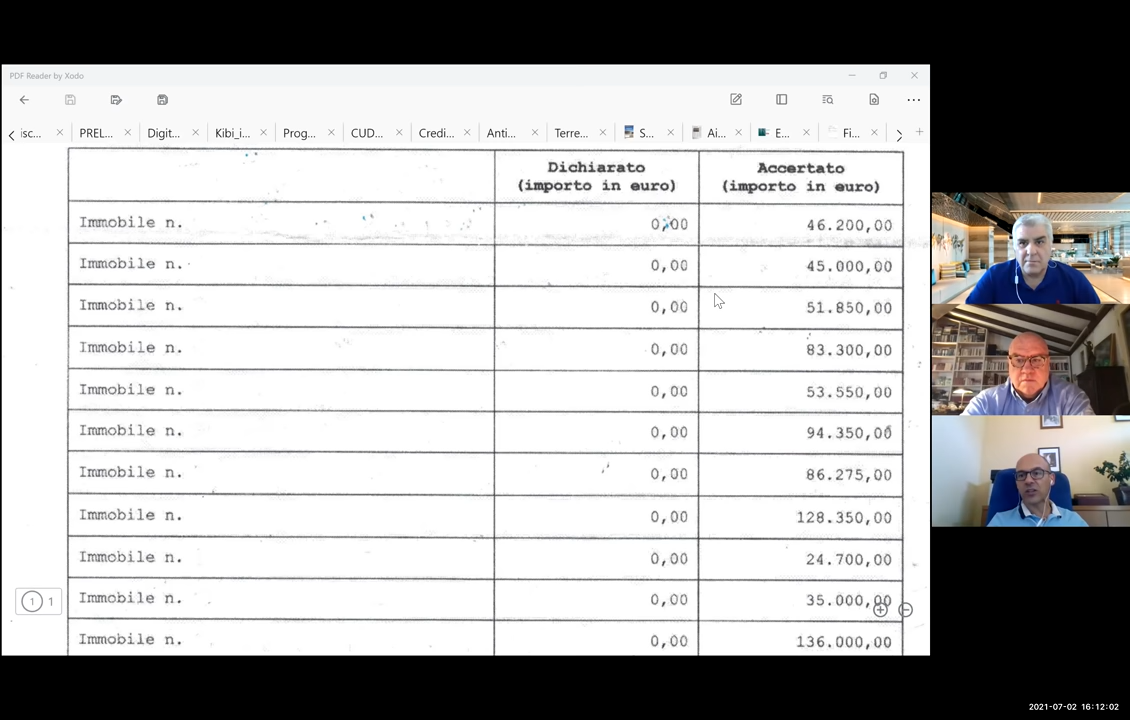 PDF Reader by Xodo
isc...
PREL...
Digit...
Kibi_i...
Prog...
CUD...
Credi...
Anti...
Terre...
S...
Ai...
E...
Fi...
Dichiarato
(importo in euro)
Accertato
(importo in euro)
Immobile n. 0,00 46.200,00
Immobile n. 0,00 45.000,00
Immobile n. 0,00 51.850,00
Immobile n. 0,00 83.300,00
Immobile n. 0,00 53.550,00
Immobile n. 0,00 94.350,00
Immobile n. 0,00 86.275,00
Immobile n. 0,00 128.350,00
Immobile n. 0,00 24.700,00
Immobile n. 0,00 35.000,00
Immobile n. 0,00 136.000,00
1 1
2021-07-02 16:12:02